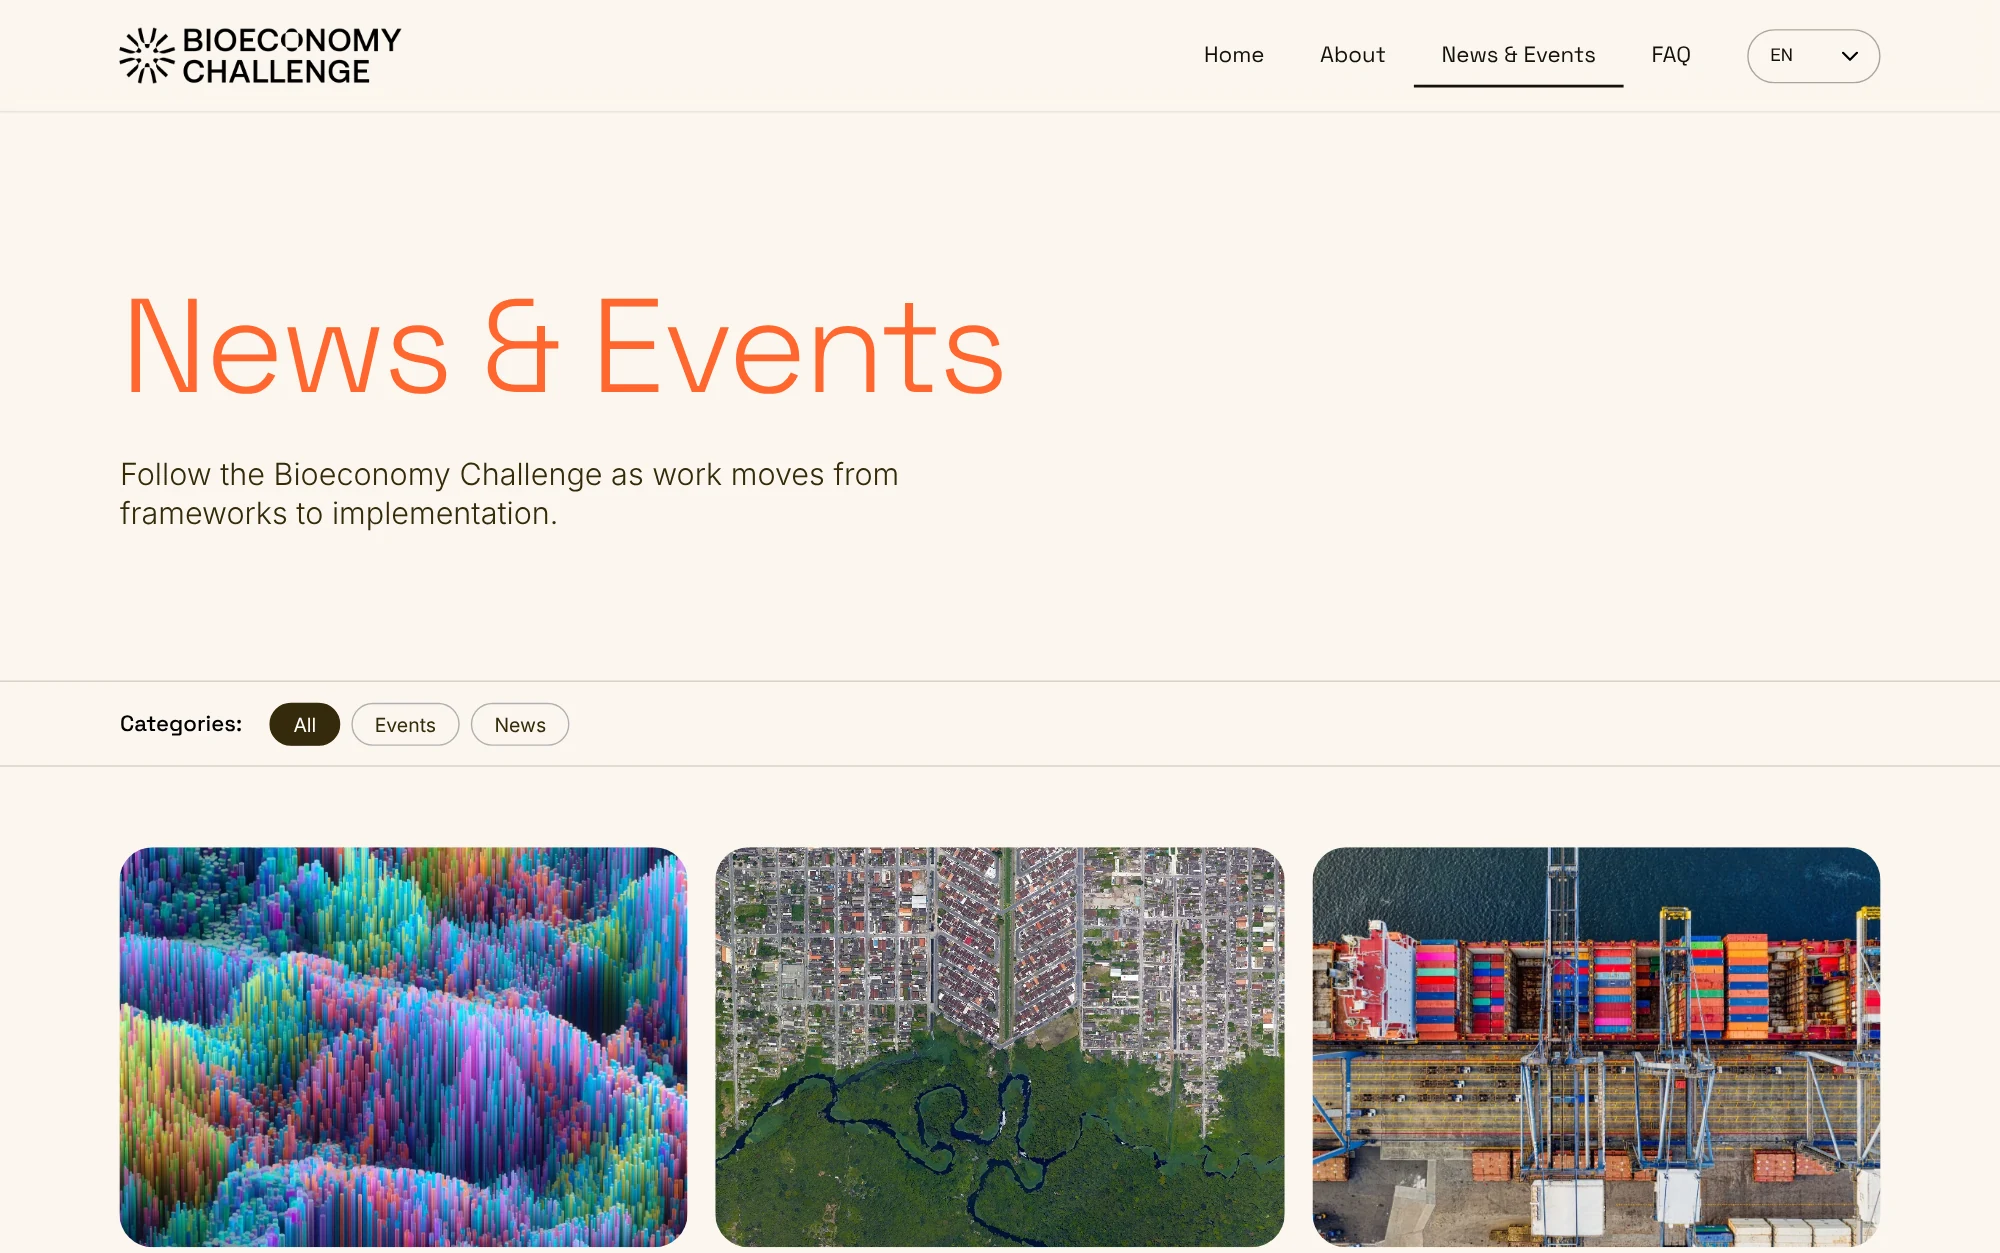 BIOECONOMY
CHALLENGE
Home
About
News & Events
FAQ
EN
News & Events
Follow the Bioeconomy Challenge as work moves from
frameworks to implementation.
Categories:
All
Events
News